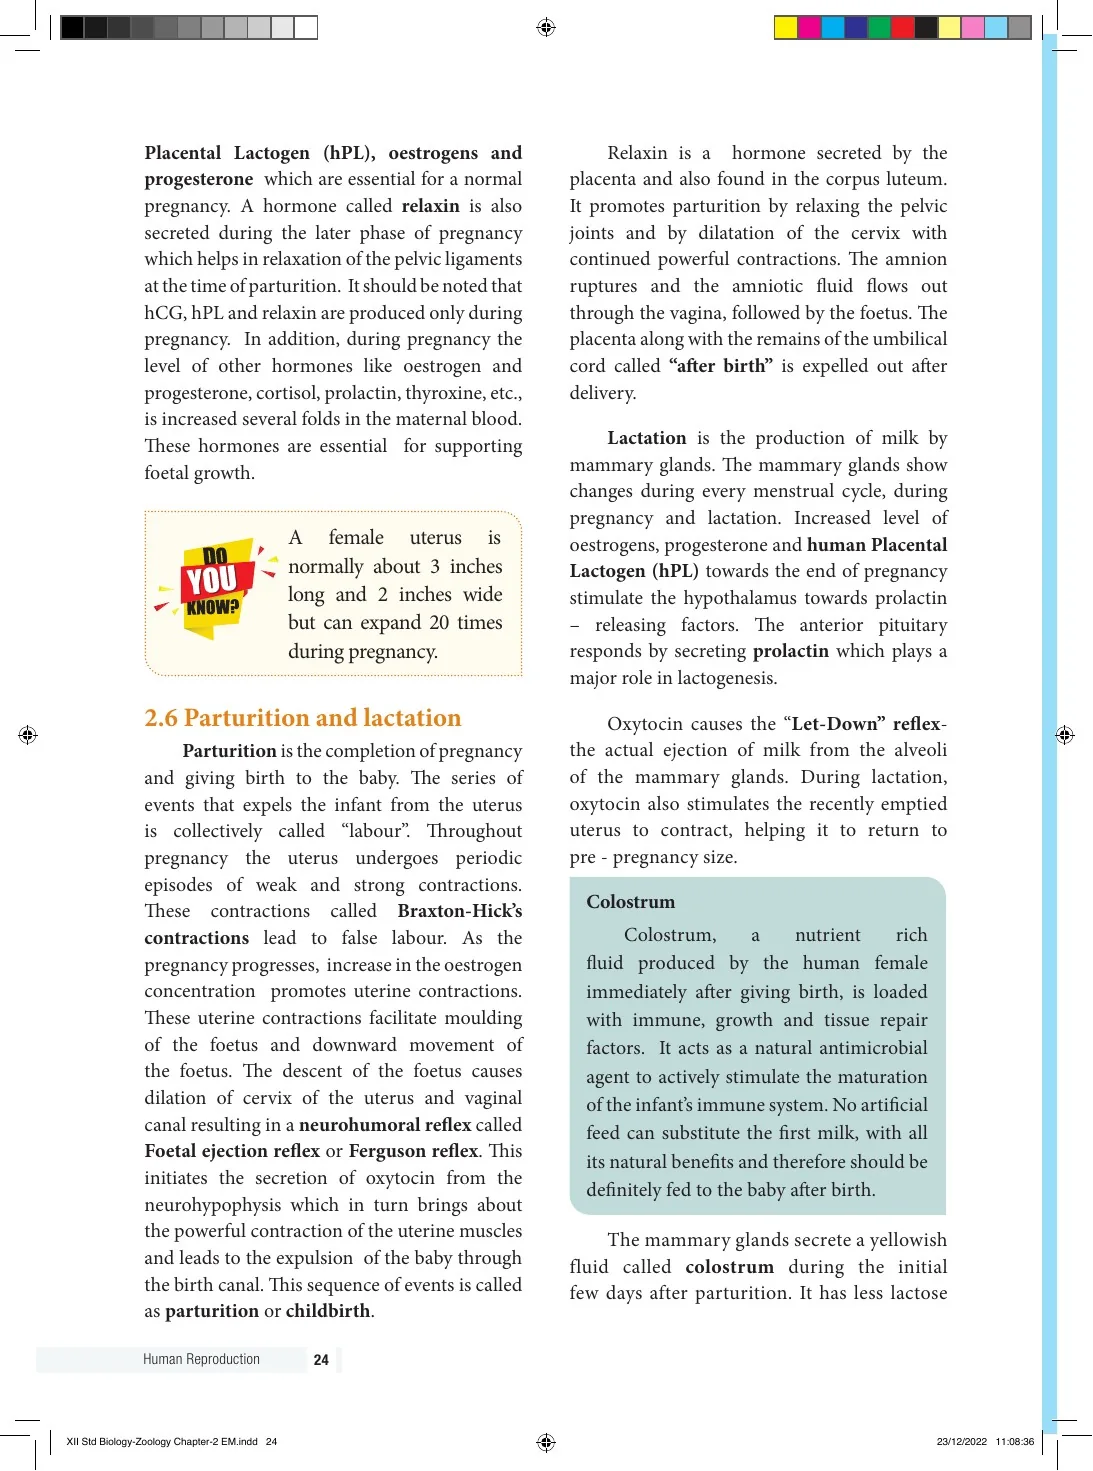 Placental Lactogen (hPL), oestrogens and
progesterone which are essential for a normal
pregnancy. A hormone called relaxin is also
secreted during the later phase of pregnancy
which helps in relaxation of the pelvic ligaments
at the time of parturition. It should be noted that
hCG, hPL and relaxin are produced only during
pregnancy. In addition, during pregnancy the
level of other hormones like oestrogen and
progesterone, cortisol, prolactin, thyroxine, etc.,
is increased several folds in the maternal blood.
These hormones are essential for supporting
foetal growth.
DO
YOU
KNOW?
A female uterus is
normally about 3 inches
long and 2 inches wide
but can expand 20 times
during pregnancy.
2.6 Parturition and lactation
Parturition is the completion of pregnancy
and giving birth to the baby. The series of
events that expels the infant from the uterus
is collectively called “labour”. Throughout
pregnancy the uterus undergoes periodic
episodes of weak and strong contractions.
These contractions called Braxton-Hick’s
contractions lead to false labour. As the
pregnancy progresses, increase in the oestrogen
concentration promotes uterine contractions.
These uterine contractions facilitate moulding
of the foetus and downward movement of
the foetus. The descent of the foetus causes
dilation of cervix of the uterus and vaginal
canal resulting in a neurohumoral reflex called
Foetal ejection reflex or Ferguson reflex. This
initiates the secretion of oxytocin from the
neurohypophysis which in turn brings about
the powerful contraction of the uterine muscles
and leads to the expulsion of the baby through
the birth canal. This sequence of events is called
as parturition or childbirth.
Relaxin is a hormone secreted by the
placenta and also found in the corpus luteum.
It promotes parturition by relaxing the pelvic
joints and by dilatation of the cervix with
continued powerful contractions. The amnion
ruptures and the amniotic fluid flows out
through the vagina, followed by the foetus. The
placenta along with the remains of the umbilical
cord called “after birth” is expelled out after
delivery.
Lactation is the production of milk by
mammary glands. The mammary glands show
changes during every menstrual cycle, during
pregnancy and lactation. Increased level of
oestrogens, progesterone and human Placental
Lactogen (hPL) towards the end of pregnancy
stimulate the hypothalamus towards prolactin
– releasing factors. The anterior pituitary
responds by secreting prolactin which plays a
major role in lactogenesis.
Oxytocin causes the “Let-Down” reflex-
the actual ejection of milk from the alveoli
of the mammary glands. During lactation,
oxytocin also stimulates the recently emptied
uterus to contract, helping it to return to
pre - pregnancy size.
Colostrum
Colostrum, a nutrient rich
fluid produced by the human female
immediately after giving birth, is loaded
with immune, growth and tissue repair
factors. It acts as a natural antimicrobial
agent to actively stimulate the maturation
of the infant’s immune system. No artificial
feed can substitute the first milk, with all
its natural benefits and therefore should be
definitely fed to the baby after birth.
The mammary glands secrete a yellowish
fluid called colostrum during the initial
few days after parturition. It has less lactose
Human Reproduction 24
XII Std Biology-Zoology Chapter-2 EM.indd 24 23/12/2022 11:08:36